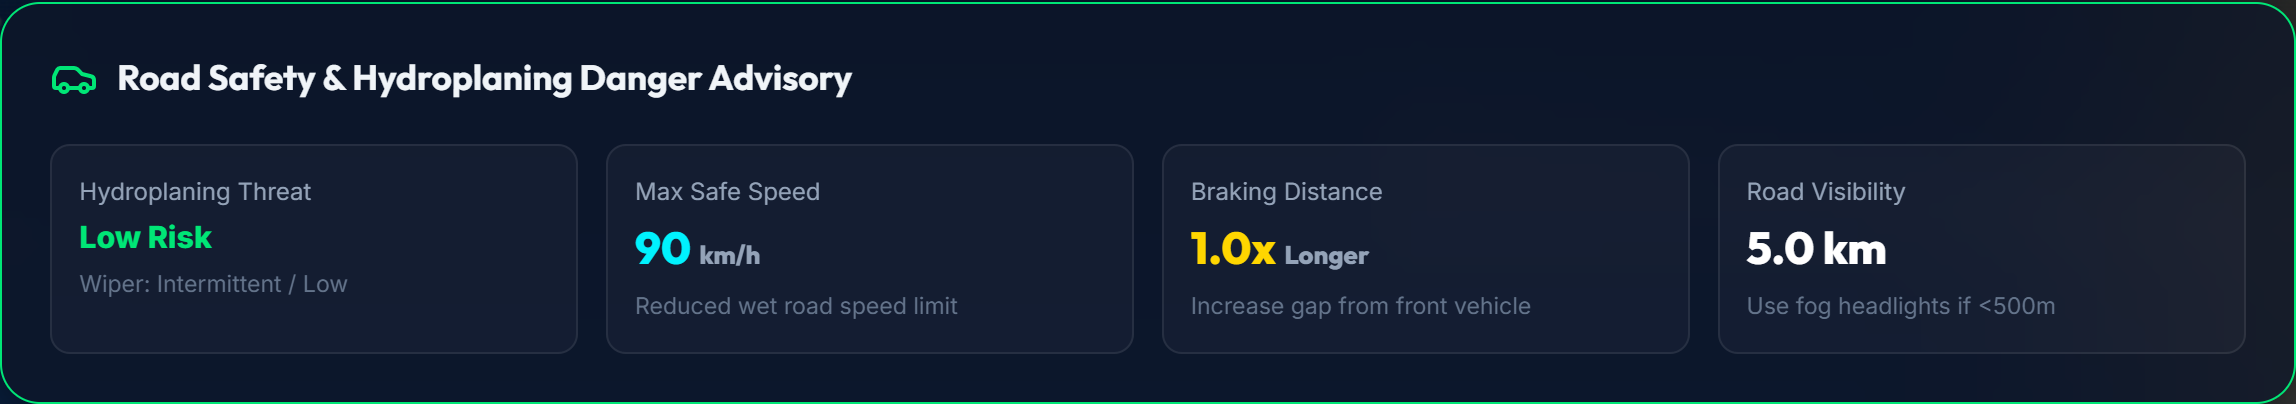 Road Safety & Hydroplaning Danger Advisory
Hydroplaning Threat
Low Risk
Wiper: Intermittent / Low
Max Safe Speed
90 km/h
Reduced wet road speed limit
Braking Distance
1.0x Longer
Increase gap from front vehicle
Road Visibility
5.0 km
Use fog headlights if <500m